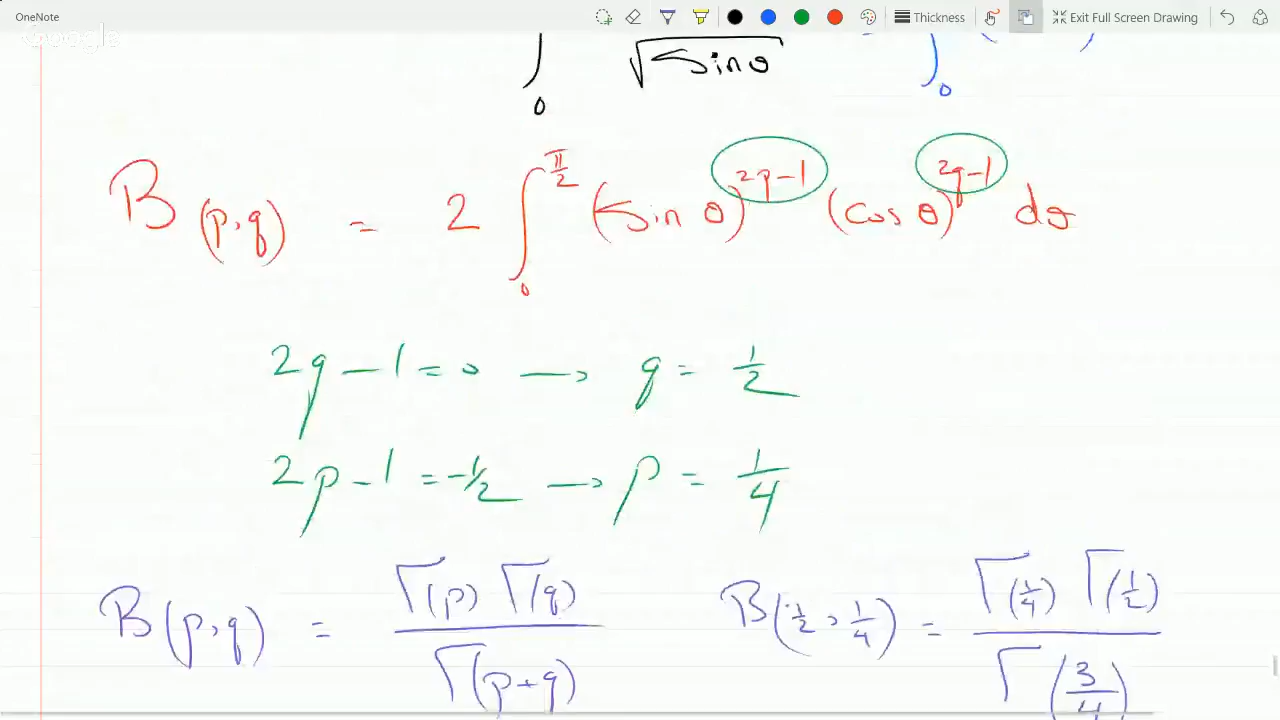 OneNote
Thickness
Exit Full Screen Drawing
Google
∫ 0 √sin θ = ∫ 0 ( )
B(p,q) = 2 ∫ 0 π/2 (sin θ)^2p-1 (cos θ)^2q-1 dθ
2q-1=0 → q = 1/2
2p-1=-1/2 → p = 1/4
B(p,q) = Γ(p) Γ(q) / Γ(p+q) B(1/2, 1/4) = Γ(1/4) Γ(1/2) / Γ(3/4)